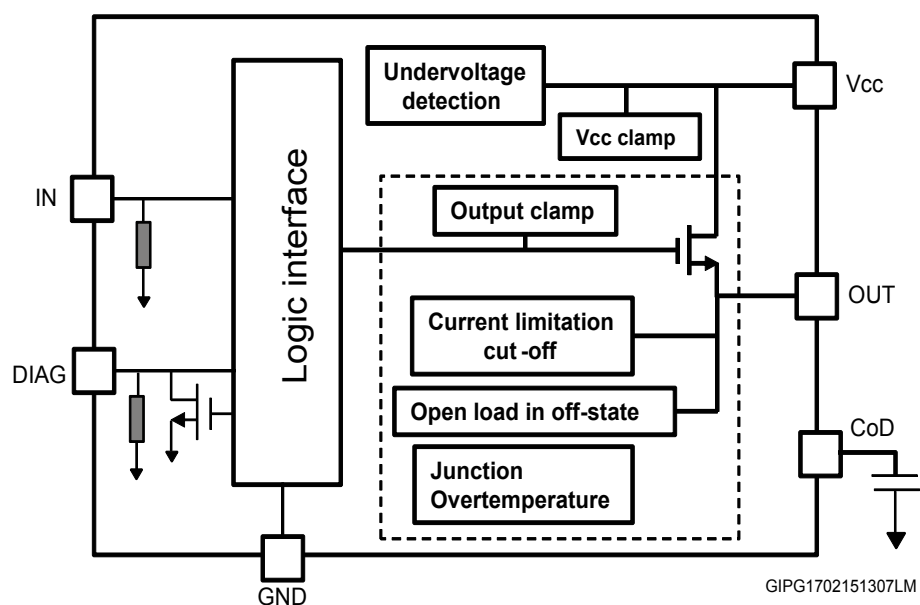 Undervoltage
detection
Vcc
Vcc clamp
IN
Logic interface
Output clamp
OUT
Current limitation
cut -off
DIAG
Open load in off-state
CoD
Junction
Overtemperature
GND
GIPG1702151307LM